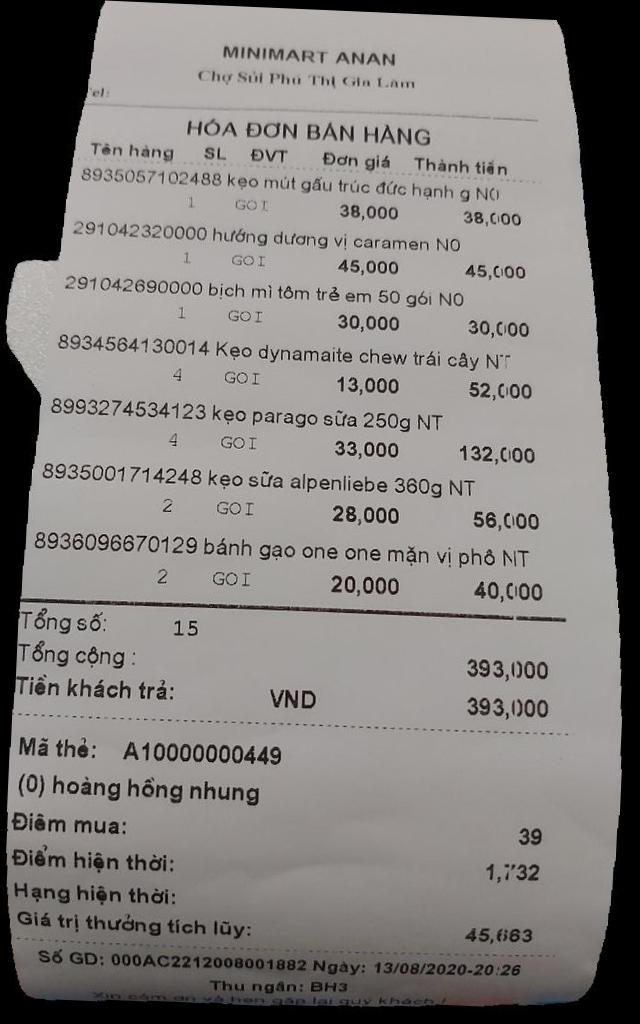 MINIMART ANAN
Chợ Sủi Phú Thị Gia Lâm
el:
HÓA ĐƠN BÁN HÀNG
Tên hàng SL ĐVT Đơn giá Thành tiền
8935057102488 kẹo mút gấu trúc đức hạnh g N0
1 GOI 38,000 38,000
291042320000 hướng dương vị caramen N0
1 GOI 45,000 45,000
291042690000 bịch mì tôm trẻ em 50 gói N0
1 GOI 30,000 30,000
8934564130014 Kẹo dynamaite chew trái cây NT
4 GOI 13,000 52,000
8993274534123 kẹo parago sữa 250g NT
4 GOI 33,000 132,000
8935001714248 kẹo sữa alpenliebe 360g NT
2 GOI 28,000 56,000
8936096670129 bánh gạo one one mặn vị phô NT
2 GOI 20,000 40,000
Tổng số: 15
Tổng cộng : 393,000
Tiền khách trả: VND 393,000
Mã thẻ: A10000000449
(0) hoàng hồng nhung
Điểm mua: 39
Điểm hiện thời: 1,732
Hạng hiện thời:
Giá trị thưởng tích lũy: 45,663
Số GD: 000AC2212008001882 Ngày: 13/08/2020-20:26
Thu ngân: BH3
Xin cảm ơn và hẹn gặp lại quý khách !